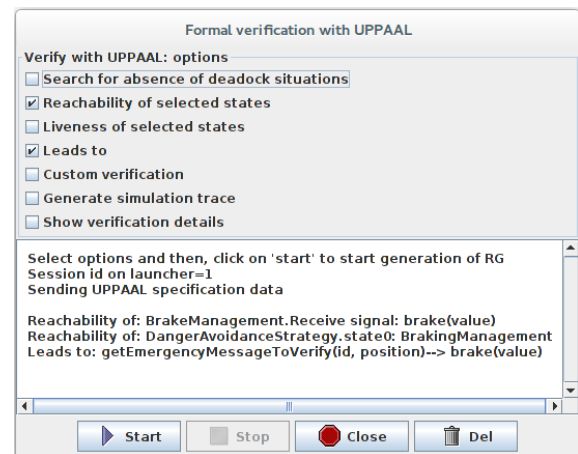 Formal verification with UPPAAL
Verify with UPPAAL: options
Search for absence of deadock situations
Reachability of selected states
Liveness of selected states
Leads to
Custom verification
Generate simulation trace
Show verification details
Select options and then, click on 'start' to start generation of RG
Session id on launcher=1
Sending UPPAAL specification data
Reachability of: BrakeManagement.Receive signal: brake(value)
Reachability of: DangerAvoidanceStrategy.state0: BrakingManagement
Leads to: getEmergencyMessageToVerify(id, position)--> brake(value)
Start Stop Close Del